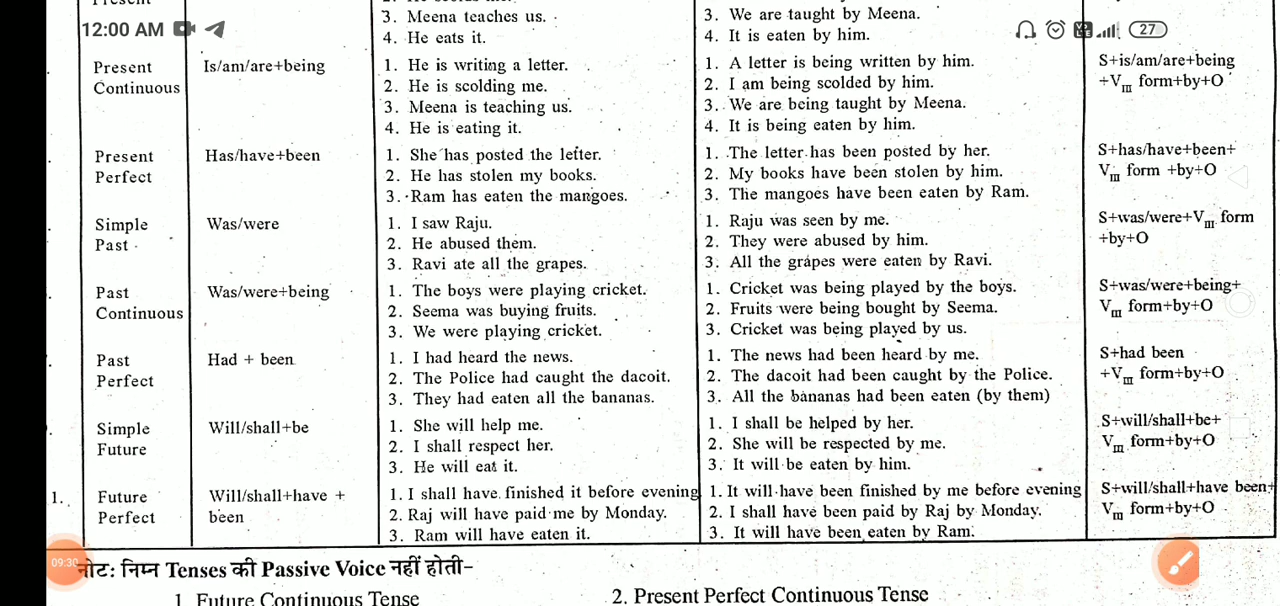 3. Meena teaches us.
3. We are taught by Meena.
12:00 AM
27
4. He eats it.
4. It is eaten by him.
Present Continuous
Is/am/are+being
1. He is writing a letter.
2. He is scolding me.
3. Meena is teaching us.
4. He is eating it.
1. A letter is being written by him.
2. I am being scolded by him.
3. We are being taught by Meena.
4. It is being eaten by him.
S+is/am/are+being
+VIII form+by+O
Present Perfect
Has/have+been
1. She has posted the letter.
2. He has stolen my books.
3. Ram has eaten the mangoes.
1. The letter has been posted by her.
2. My books have been stolen by him.
3. The mangoes have been eaten by Ram.
S+has/have+been+
VIII form +by+O
Simple Past
Was/were
1. I saw Raju.
2. He abused them.
3. Ravi ate all the grapes.
1. Raju was seen by me.
2. They were abused by him.
3. All the grapes were eaten by Ravi.
S+was/were+VIII form
+by+O
Past Continuous
Was/were+being
1. The boys were playing cricket.
2. Seema was buying fruits.
3. We were playing cricket.
1. Cricket was being played by the boys.
2. Fruits were being bought by Seema.
3. Cricket was being played by us.
S+was/were+being+
VIII form+by+O
Past Perfect
Had + been
1. I had heard the news.
2. The Police had caught the dacoit.
3. They had eaten all the bananas.
1. The news had been heard by me.
2. The dacoit had been caught by the Police.
3. All the bananas had been eaten (by them)
S+had been
+VIII form+by+O
Simple Future
Will/shall+be
1. She will help me.
2. I shall respect her.
3. He will eat it.
1. I shall be helped by her.
2. She will be respected by me.
3. It will be eaten by him.
S+will/shall+be+
VIII form+by+O
1.
Future Perfect
Will/shall+have +
been
1. I shall have finished it before evening
2. Raj will have paid me by Monday.
3. Ram will have eaten it.
1. It will have been finished by me before evening
2. I shall have been paid by Raj by Monday.
3. It will have been eaten by Ram.
S+will/shall+have been+
VIII form+by+O
09:30
नोट: निम्न Tenses की Passive Voice नहीं होती–
1. Future Continuous Tense
2. Present Perfect Continuous Tense